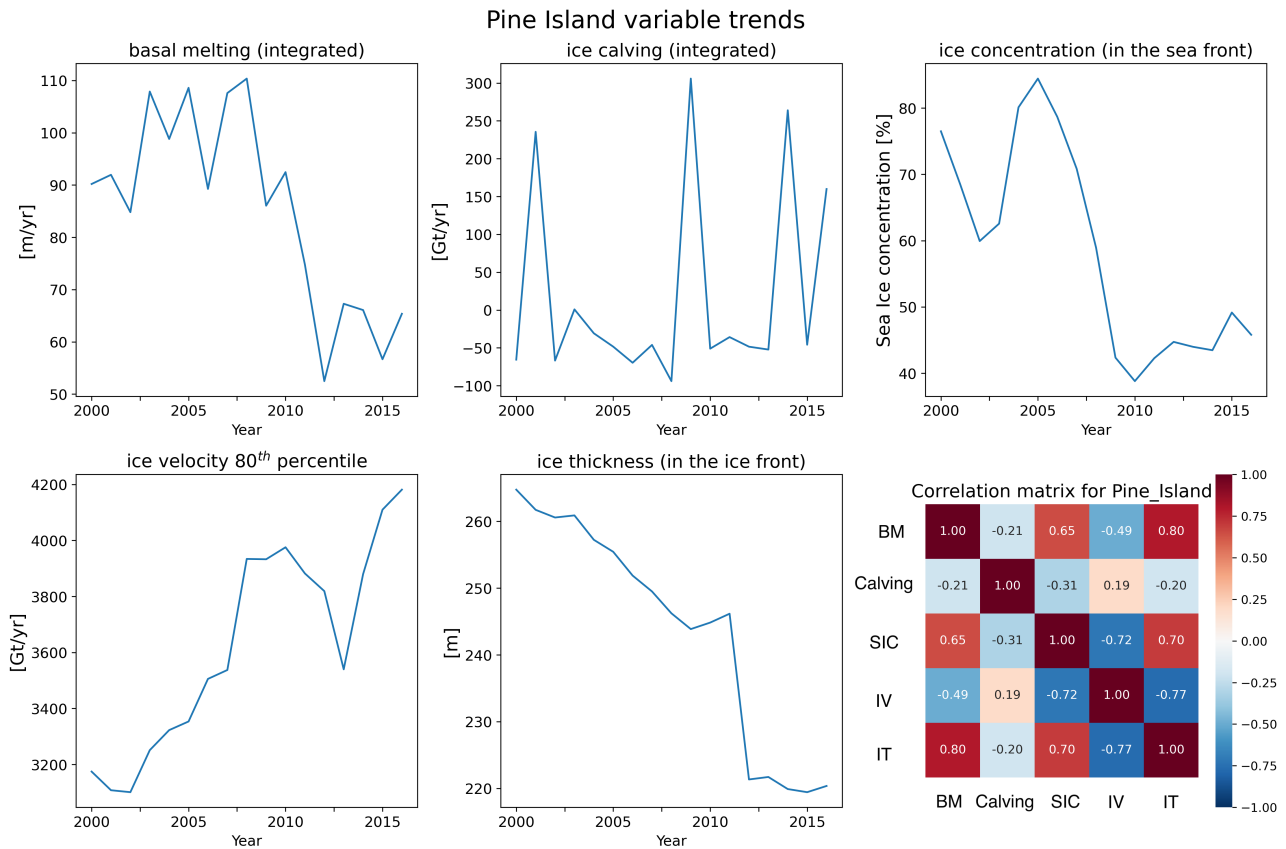 Pine Island variable trends
basal melting (integrated)
110
100
90
80
70
60
50
[m/yr]
2000 2005 2010 2015
Year
ice calving (integrated)
300
250
200
150
100
50
0
−50
−100
[Gt/yr]
2000 2005 2010 2015
Year
ice concentration (in the sea front)
80
70
60
50
40
Sea Ice concentration [%]
2000 2005 2010 2015
Year
ice velocity 80th percentile
4200
4000
3800
3600
3400
3200
[Gt/yr]
2000 2005 2010 2015
Year
ice thickness (in the ice front)
260
250
240
230
220
[m]
2000 2005 2010 2015
Year
Correlation matrix for Pine_Island
BM 1.00 -0.21 0.65 -0.49 0.80
Calving -0.21 1.00 -0.31 0.19 -0.20
SIC 0.65 -0.31 1.00 -0.72 0.70
IV -0.49 0.19 -0.72 1.00 -0.77
IT 0.80 -0.20 0.70 -0.77 1.00
BM Calving SIC IV IT
1.00
0.75
0.50
0.25
0.00
−0.25
−0.50
−0.75
−1.00